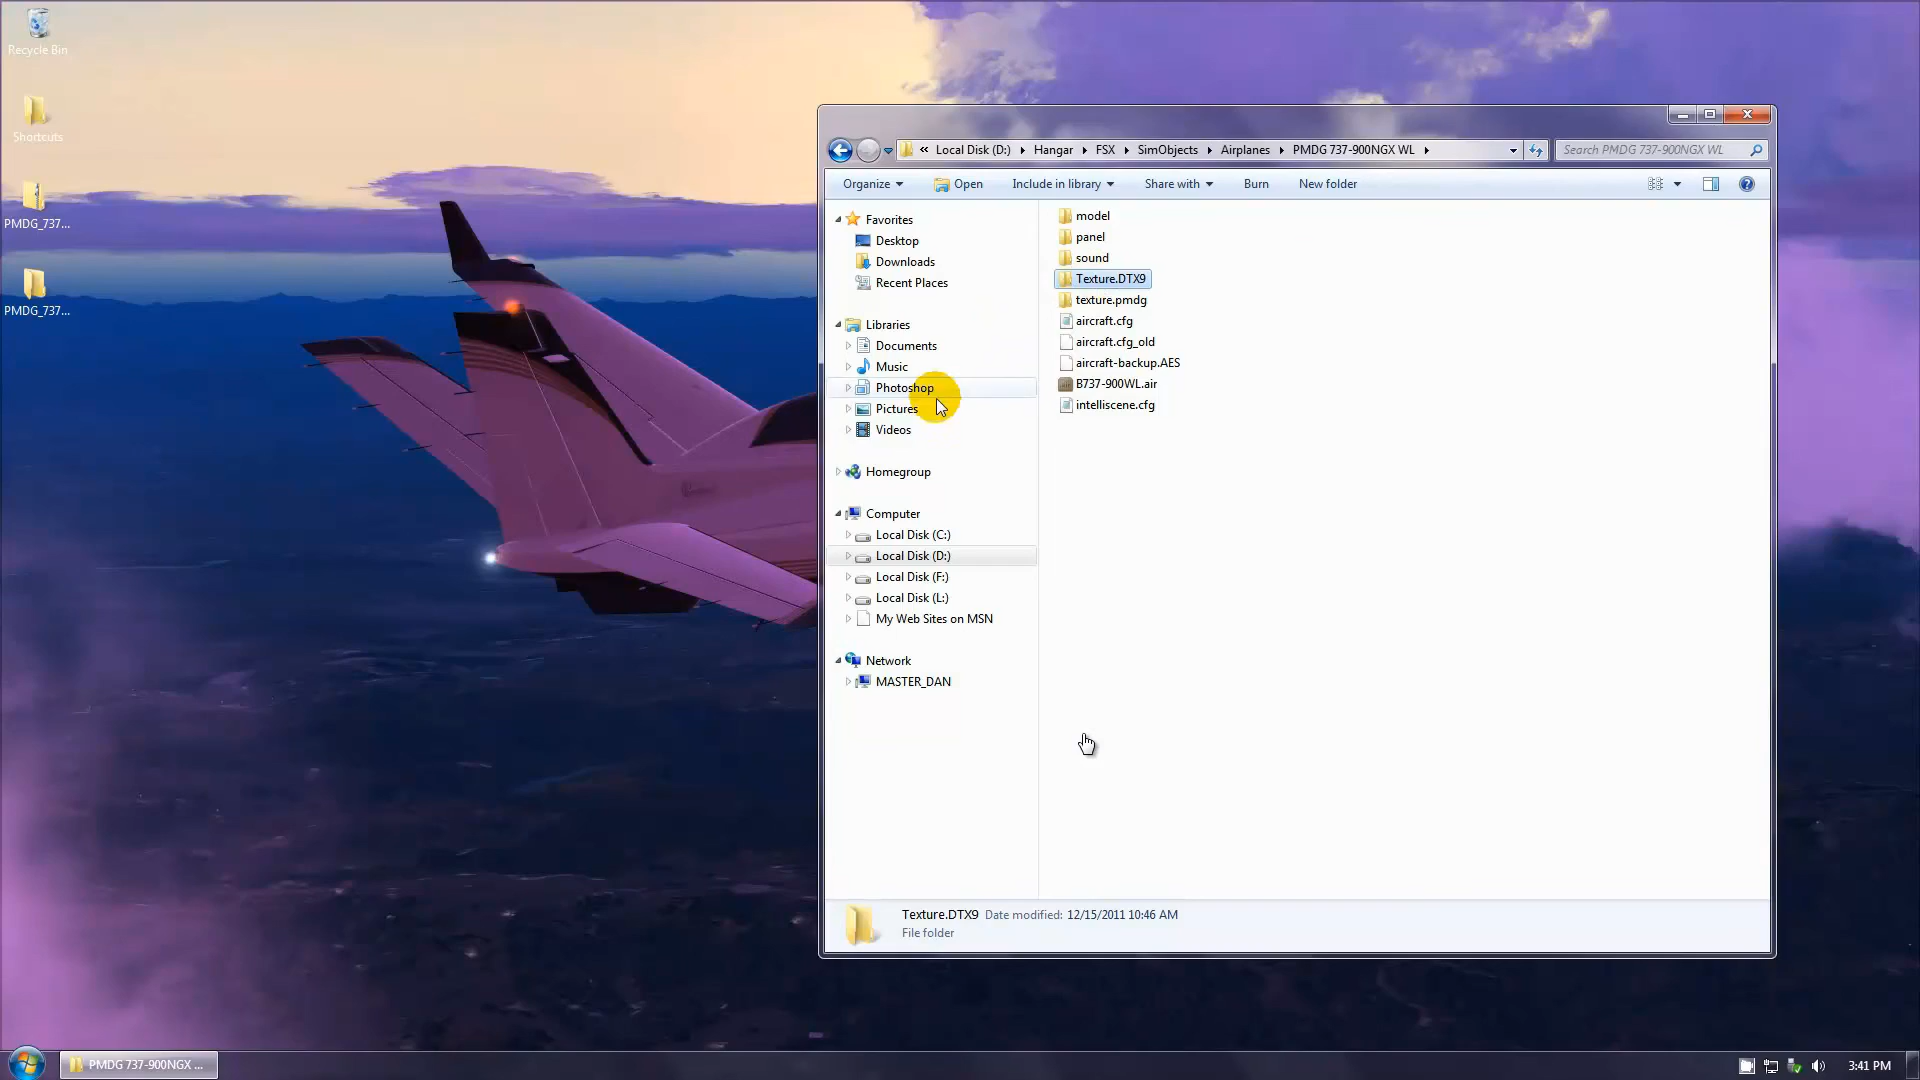 Recycle Bin
Shortcuts
PMDG_737...
PMDG_737...
« Local Disk (D:) Hangar FSX SimObjects Airplanes PMDG 737-900NGX WL
Search PMDG 737-900NGX WL
Organize Open Include in library Share with Burn New folder
Favorites
Desktop
Downloads
Recent Places
Libraries
Documents
Music
Photoshop
Pictures
Videos
Homegroup
Computer
Local Disk (C:)
Local Disk (D:)
Local Disk (F:)
Local Disk (L:)
My Web Sites on MSN
Network
MASTER_DAN
model
panel
sound
Texture.DTX9
texture.pmdg
aircraft.cfg
aircraft.cfg_old
aircraft-backup.AES
B737-900WL.air
intelliscene.cfg
Texture.DTX9 Date modified: 12/15/2011 10:46 AM
File folder
PMDG 737-900NGX ...
3:41 PM